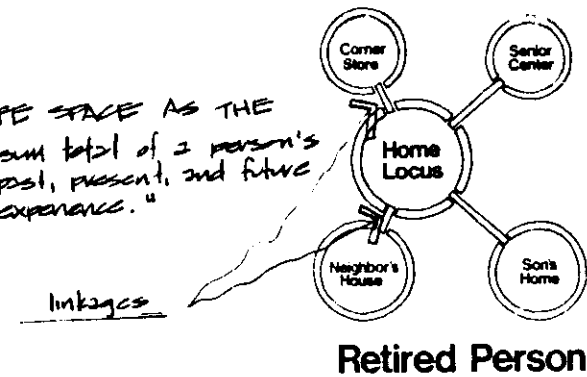 SPACE AS THE
sum total of a person's
past, present, and future
experience."
linkages
Corner
Store
Senior
Center
Home
Locus
Neighbor's
House
Son's
Home
Retired Person